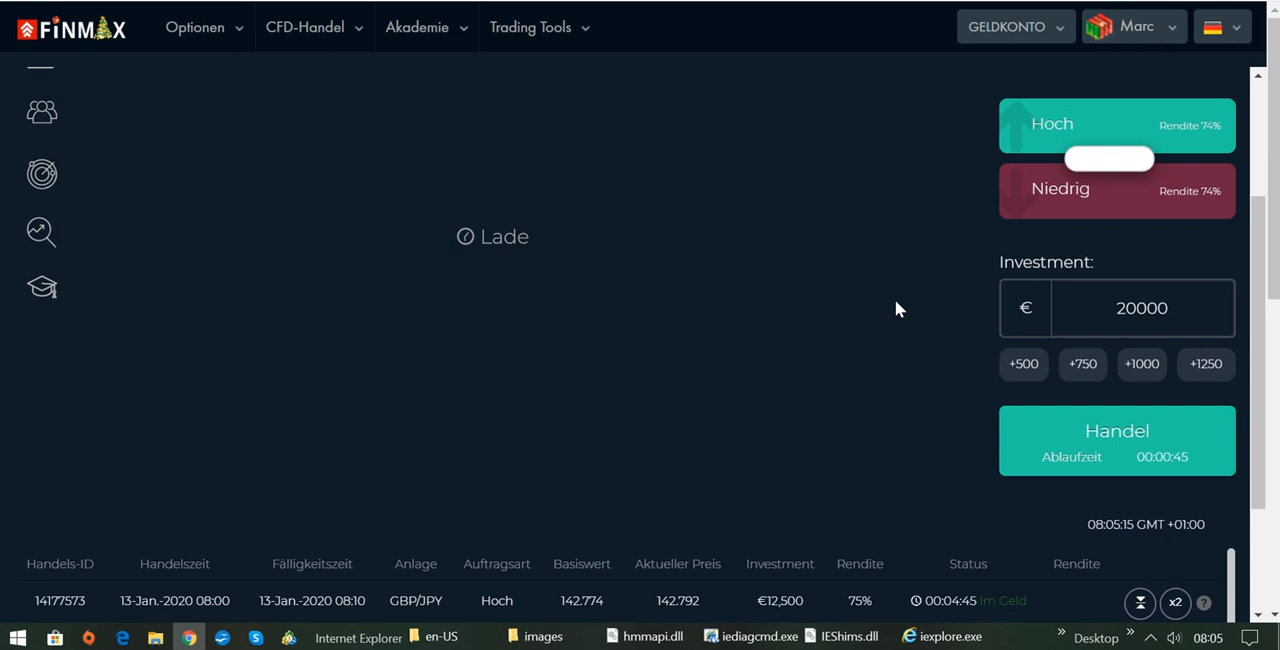 FiNMAX Optionen CFD-Handel Akademie Trading Tools GELDKONTO Marc
Hoch Rendite 74%
Niedrig Rendite 74%
Lade
Investment:
€ 20000
+500 +750 +1000 +1250
Handel
Ablaufzeit 00:00:45
08:05:15 GMT +01:00
Handels-ID Handelszeit Fälligkeitszeit Anlage Auftragsart Basiswert Aktueller Preis Investment Rendite Status Rendite
14177573 13-Jan.-2020 08:00 13-Jan.-2020 08:10 GBP/JPY Hoch 142.774 142.792 €12,500 75% 00:04:45 Im Geld x2 ?
Internet Explorer en-US images hmmapi.dll iediagcmd.exe IEShims.dll iexplore.exe » Desktop » 08:05